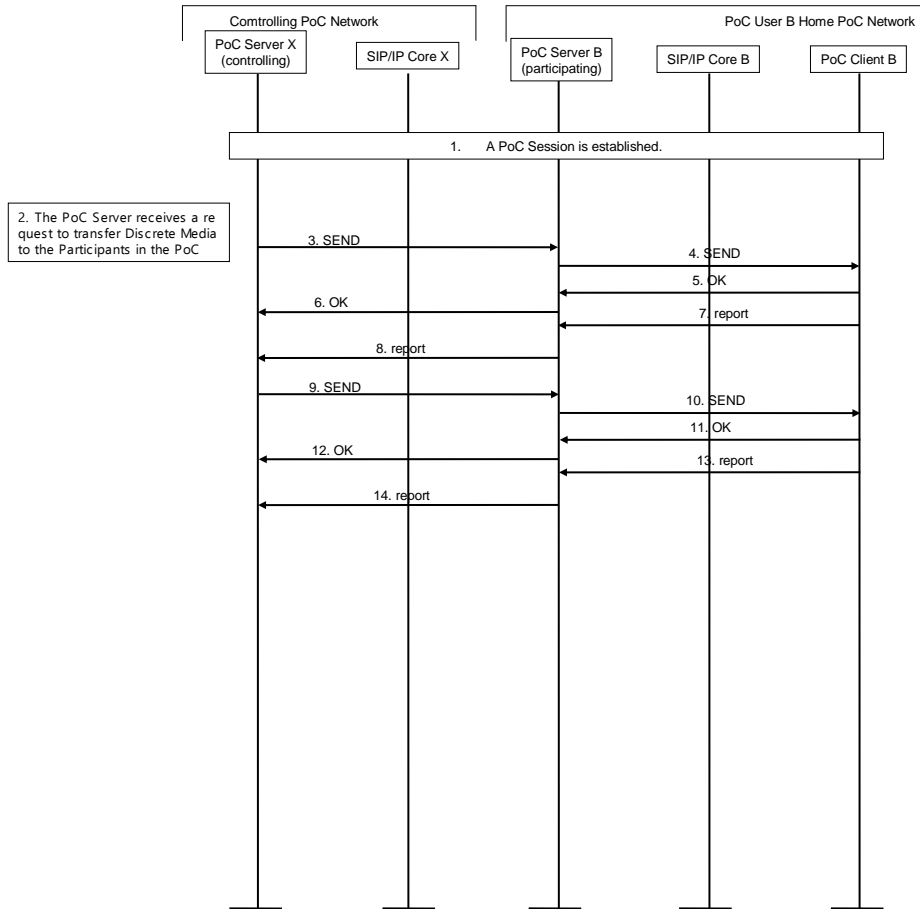 Comtrolling PoC Network
PoC User B Home PoC Network
PoC Server X
(controlling)
SIP/IP Core X
PoC Server B
(participating)
SIP/IP Core B
PoC Client B
1. A PoC Session is established.
2. The PoC Server receives a re
quest to transfer Discrete Media
to the Participants in the PoC
3. SEND
4. SEND
5. OK
6. OK
7. report
8. report
9. SEND
10. SEND
11. OK
12. OK
13. report
14. report